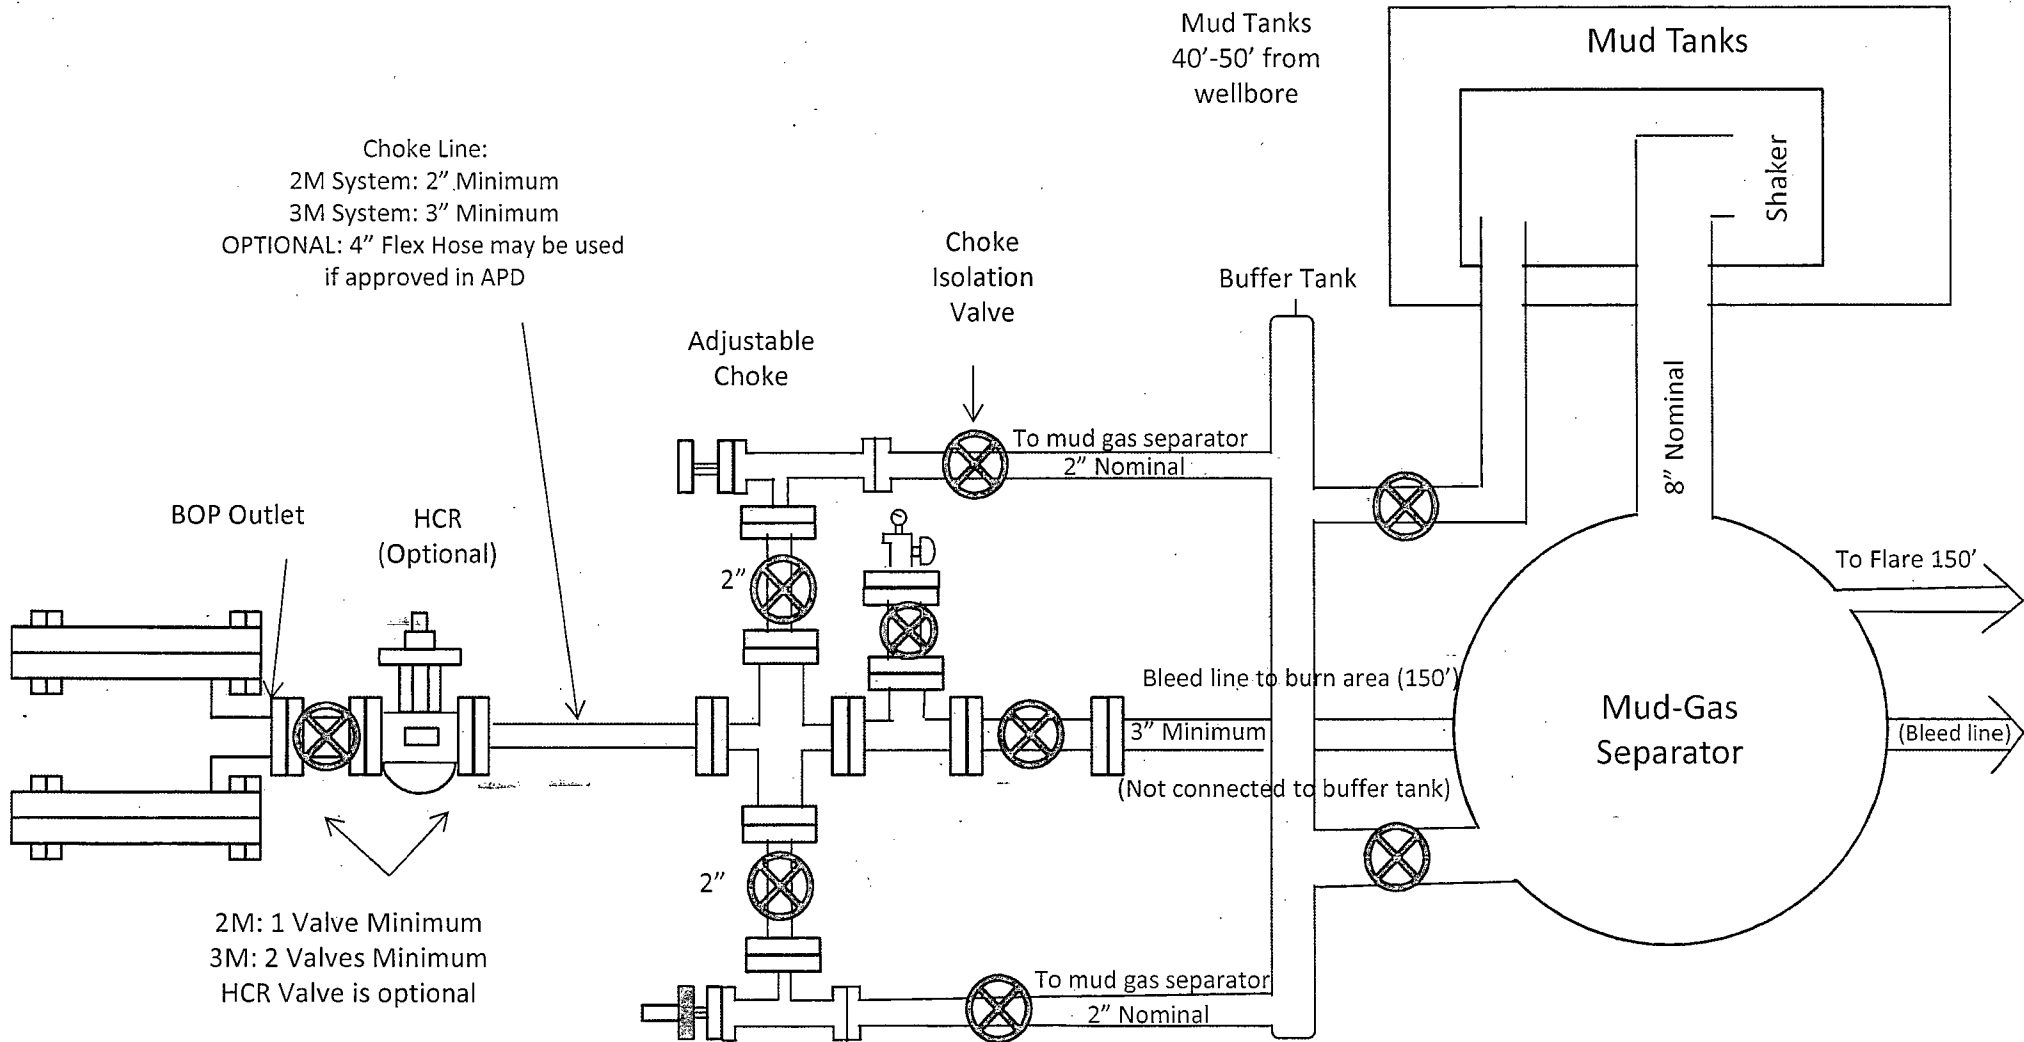 Mud Tanks
40'-50' from
wellbore
Mud Tanks
Shaker
Choke Line:
2M System: 2" Minimum
3M System: 3" Minimum
OPTIONAL: 4" Flex Hose may be used
if approved in APD
Choke
Isolation
Valve
Buffer Tank
Adjustable
Choke
8" Nominal
To mud gas separator
2" Nominal
BOP Outlet
HCR
(Optional)
2"
To Flare 150'
Bleed line to burn area (150')
3" Minimum
(Not connected to buffer tank)
Mud-Gas
Separator
(Bleed line)
2"
2M: 1 Valve Minimum
3M: 2 Valves Minimum
HCR Valve is optional
To mud gas separator
2" Nominal